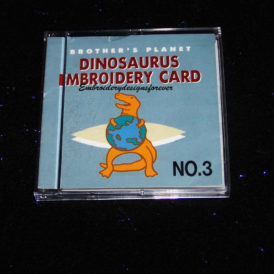 BROTHER'S PLANET
DINOSAURUS
EMBROIDERY CARD
Embroiderydesignsforever
NO.3